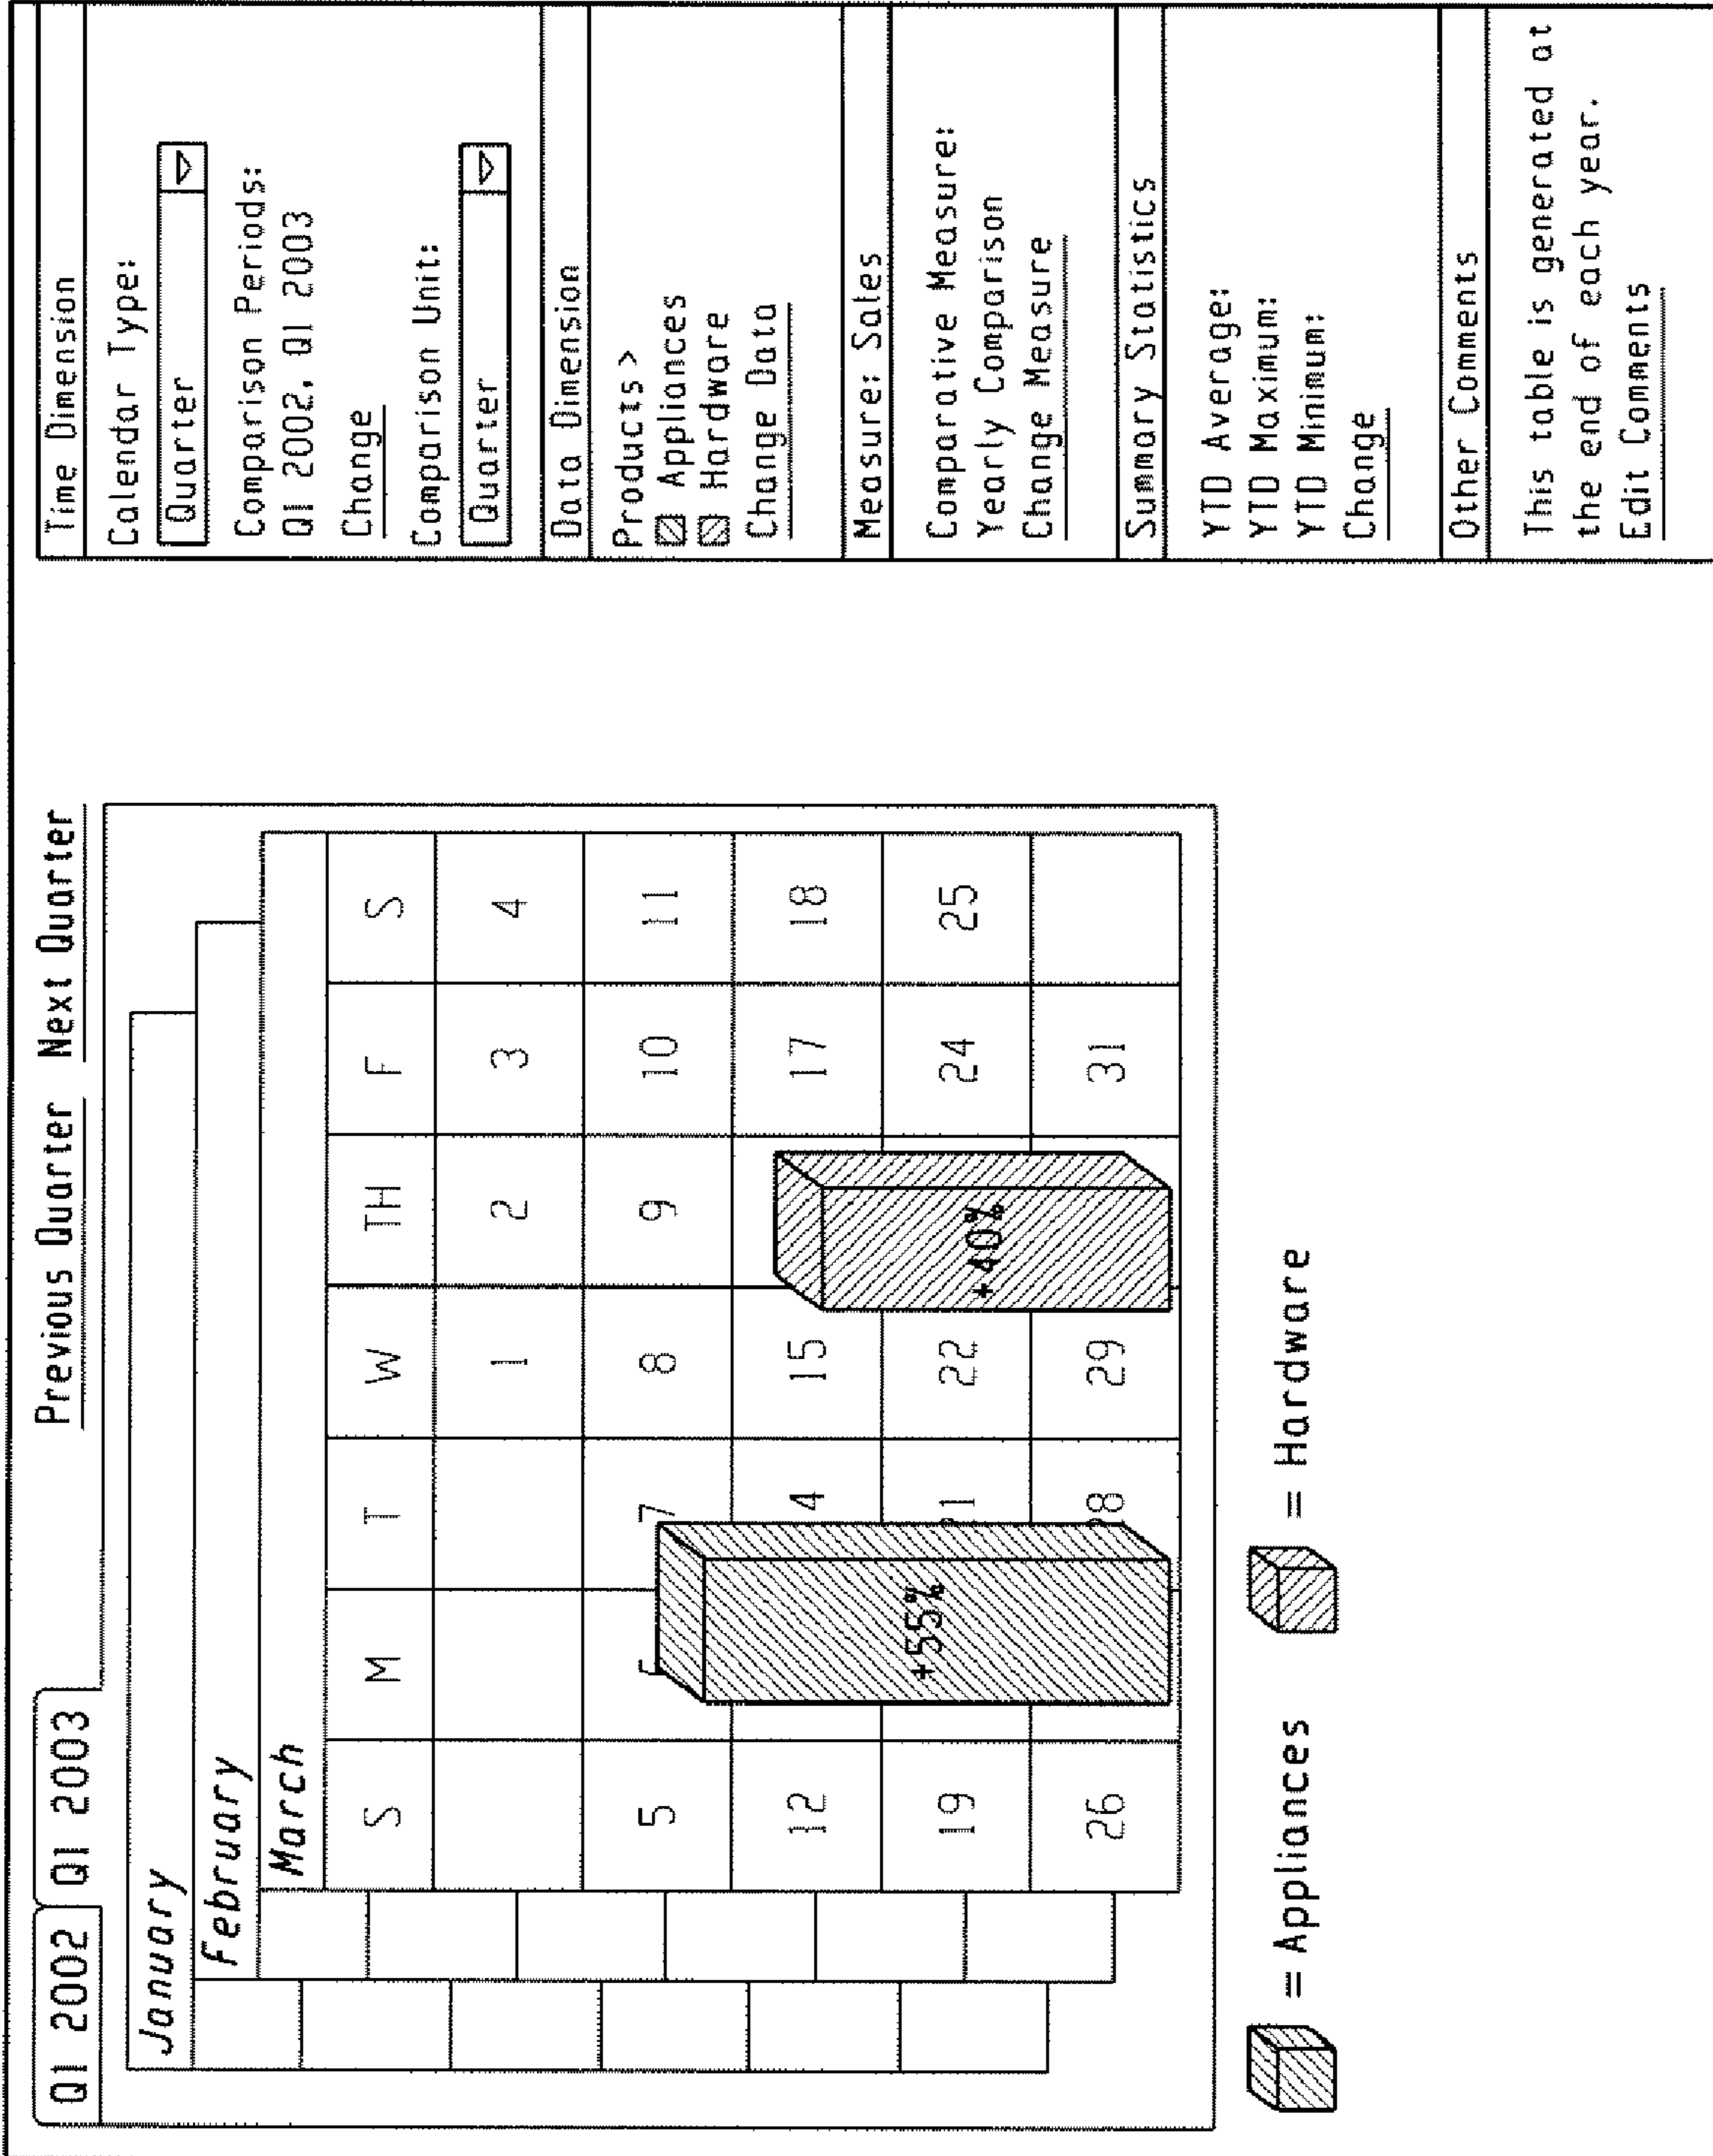 Q1 2002 Q1 2003 Previous Quarter Next Quarter
January
February
March
S M T W TH F S
1 2 3 4
5 7 8 9 10 11
12 15 17 18
19 22 24 25
26 29 31
+55%
+40%
= Appliances = Hardware
Time Dimension
Calendar Type:
Quarter
Comparison Periods:
Q1 2002, Q1 2003
Change
Comparison Unit:
Quarter
Data Dimension
Products>
Appliances
Hardware
Change Data
Measure: Sales
Comparative Measure:
Yearly Comparison
Change Measure
Summary Statistics
YTD Average:
YTD Maximum:
YTD Minimum:
Change
Other Comments
This table is generated at
the end of each year.
Edit Comments